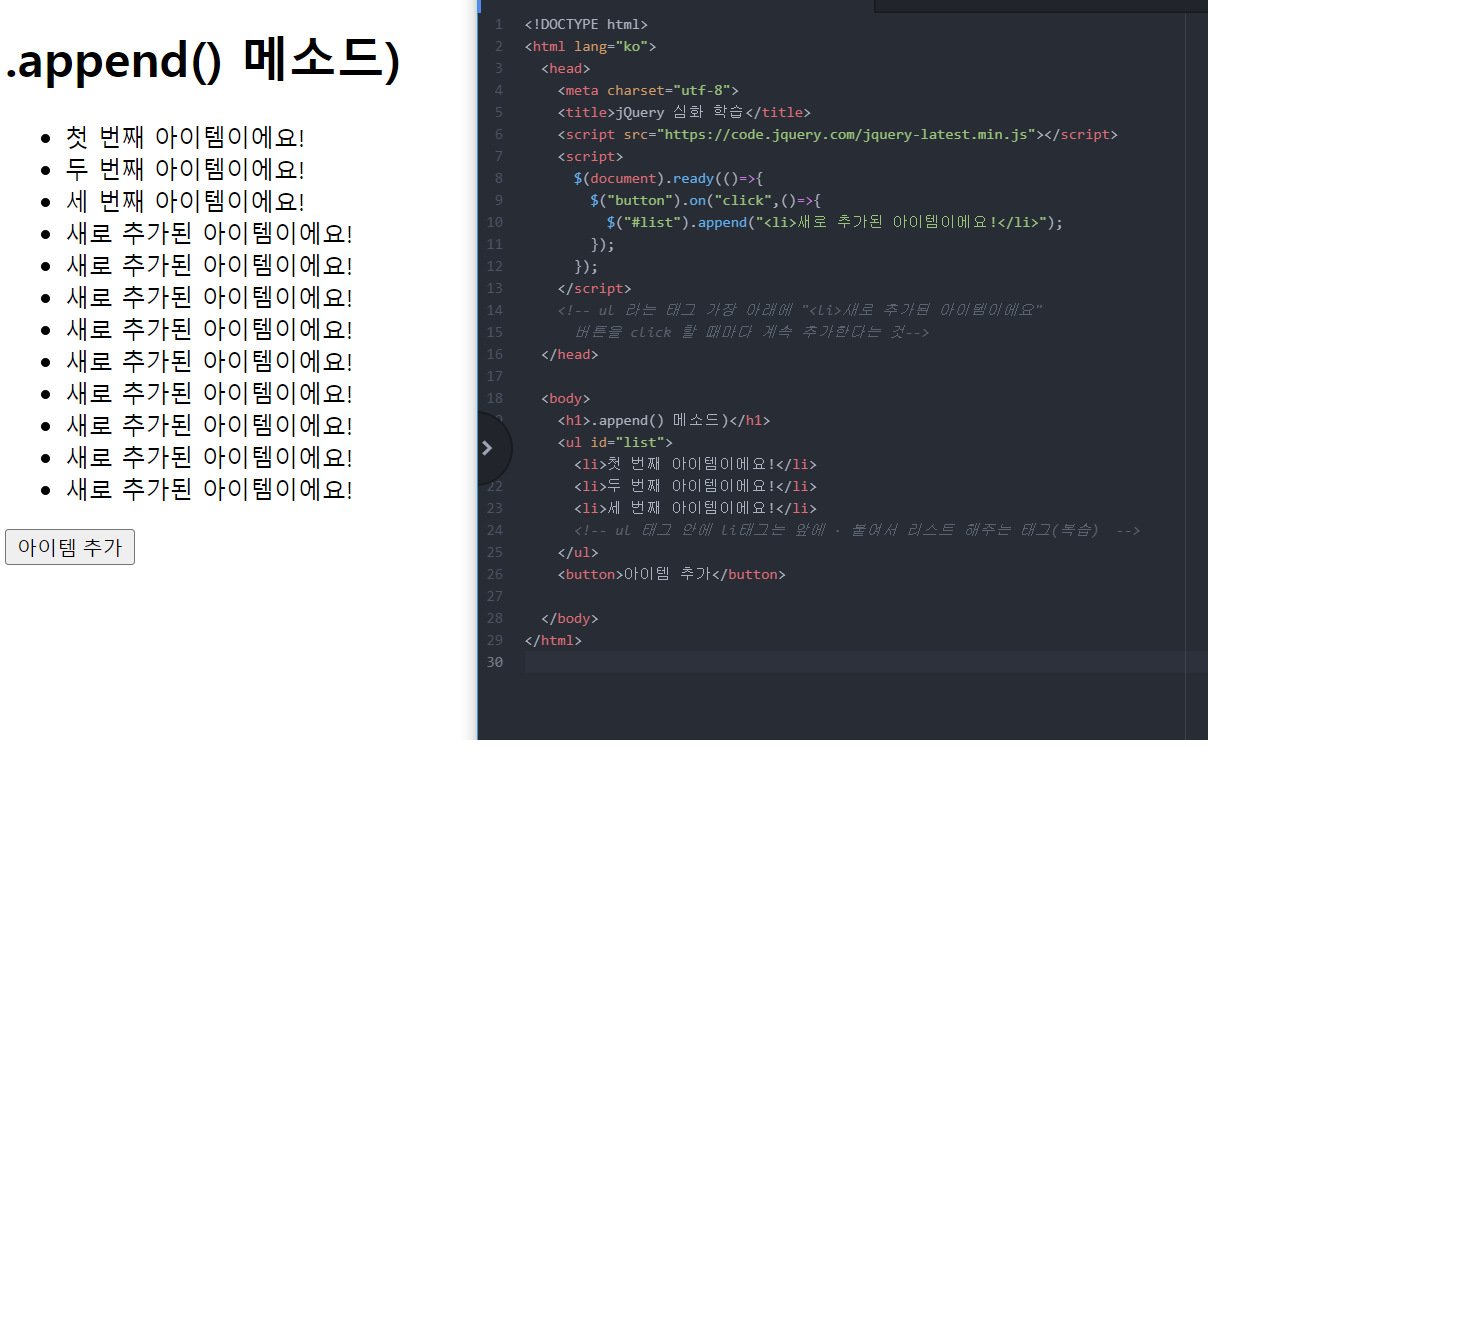 .append() 메소드)
첫 번째 아이템이에요!
두 번째 아이템이에요!
세 번째 아이템이에요!
새로 추가된 아이템이에요!
새로 추가된 아이템이에요!
새로 추가된 아이템이에요!
새로 추가된 아이템이에요!
새로 추가된 아이템이에요!
새로 추가된 아이템이에요!
새로 추가된 아이템이에요!
새로 추가된 아이템이에요!
새로 추가된 아이템이에요!
아이템 추가
1 <!DOCTYPE html>
2 <html lang="ko">
3 <head>
4 <meta charset="utf-8">
5 <title>jQuery 심화 학습</title>
6 <script src="https://code.jquery.com/jquery-latest.min.js"></script>
7 <script>
8 $(document).ready(()=>{
9 $("button").on("click",()=>{
10 $("#list").append("<li>새로 추가된 아이템이에요!</li>");
11 });
12 });
13 </script>
14 <!-- ul 라는 태그 가장 아래에 "<li>새로 추가된 아이템이에요"
15 버튼을 click 할 때마다 계속 추가한다는 것-->
16 </head>
17
18 <body>
<h1>.append() 메소드)</h1>
<ul id="list">
<li>첫 번째 아이템이에요!</li>
22 <li>두 번째 아이템이에요!</li>
23 <li>세 번째 아이템이에요!</li>
24 <!-- ul 태그 안에 li태그는 앞에 · 붙여서 리스트 해주는 태그(복습) -->
25 </ul>
26 <button>아이템 추가</button>
27
28 </body>
29 </html>
30